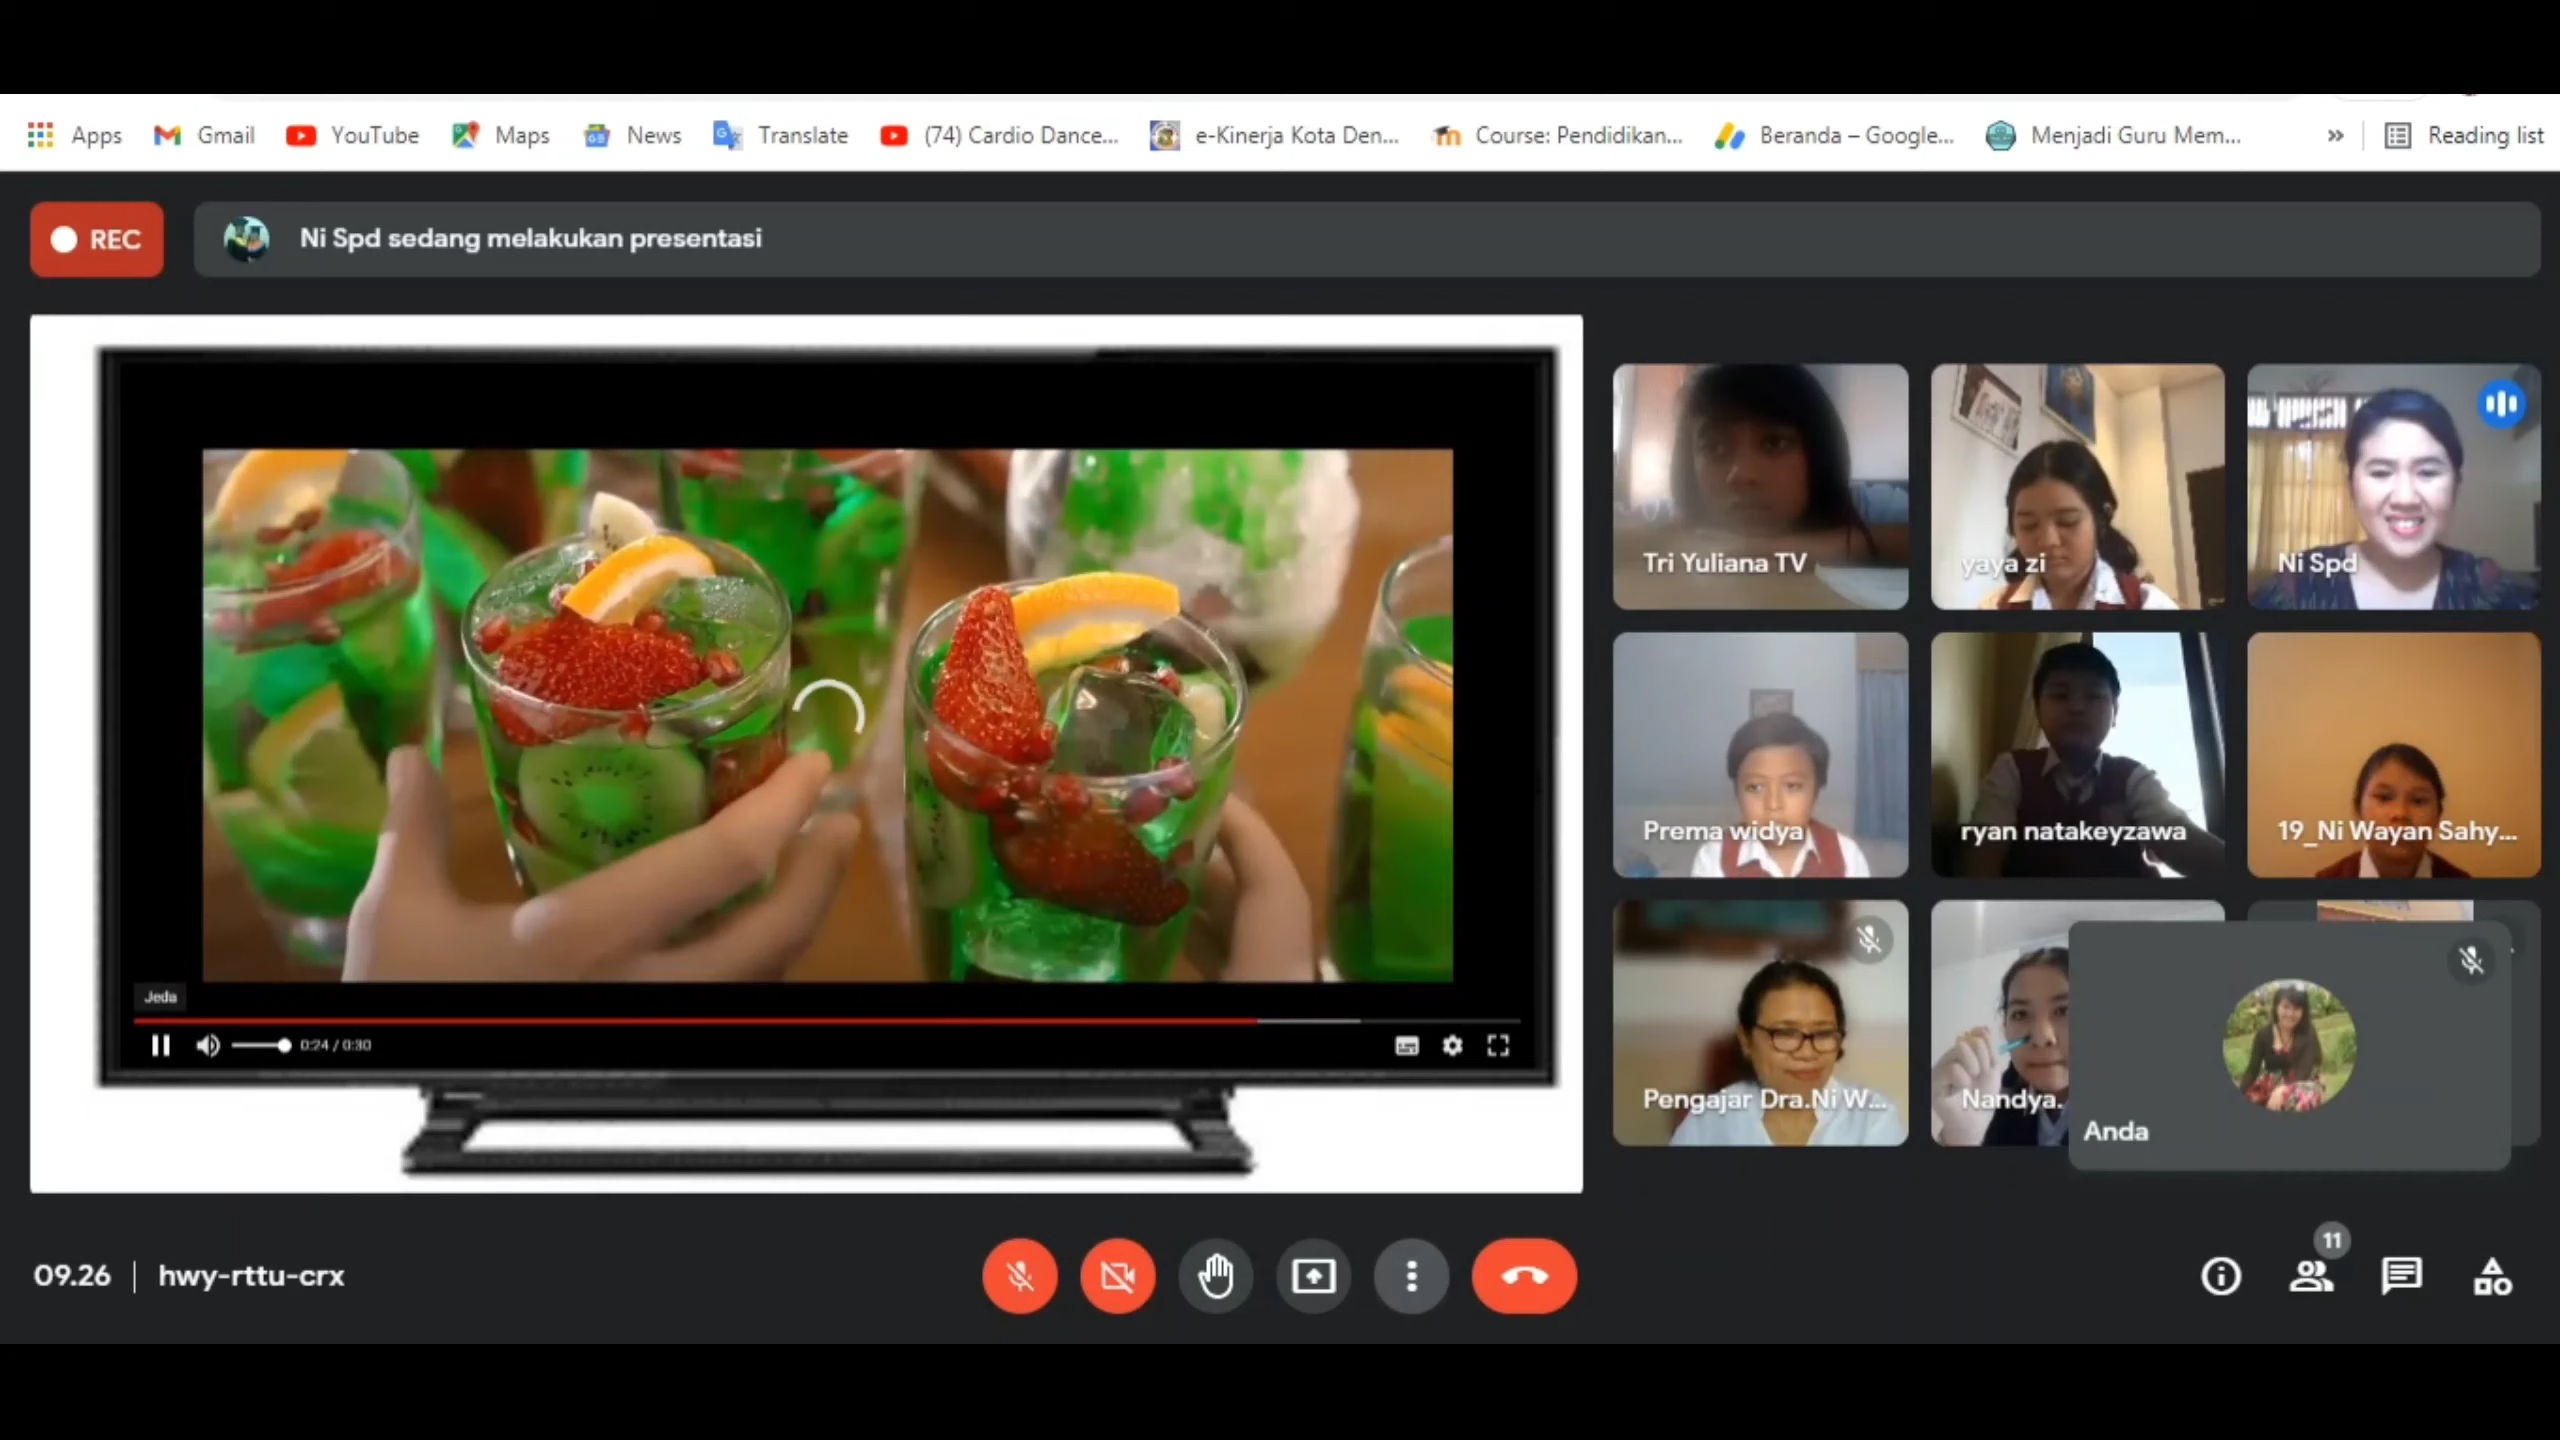 Apps Gmail YouTube Maps News Translate (74) Cardio Dance... e-Kinerja Kota Den... Course: Pendidikan... Beranda – Google... Menjadi Guru Mem... » Reading list
REC Ni Spd sedang melakukan presentasi
Tri Yuliana TV yaya zi Ni Spd
Prema widya ryan natakeyzawa 19_Ni Wayan Sahy...
Pengajar Dra.Ni W... Nandya.
Anda
Jeda
0:24 / 0:30
09.26 | hwy-rttu-crx 11